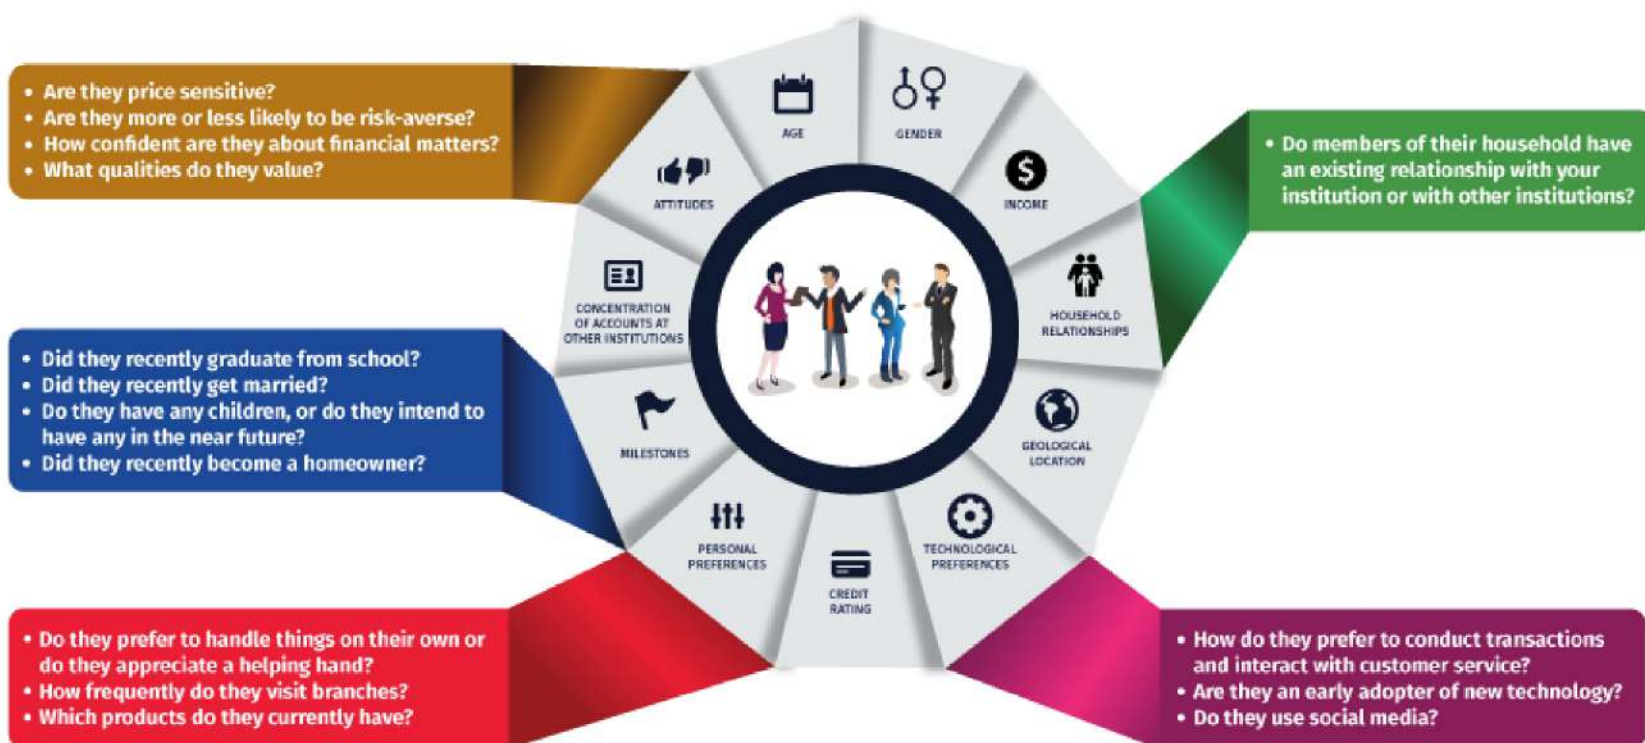 • Are they price sensitive?
• Are they more or less likely to be risk-averse?
• How confident are they about financial matters?
• What qualities do they value?
AGE
GENDER
ATTITUDES
INCOME
• Do members of their household have
an existing relationship with your
institution or with other institutions?
CONCENTRATION
OF ACCOUNTS AT
OTHER INSTITUTIONS
HOUSEHOLD
RELATIONSHIPS
• Did they recently graduate from school?
• Did they recently get married?
• Do they have any children, or do they intend to
have any in the near future?
• Did they recently become a homeowner?
MILESTONES
GEOLOGICAL
LOCATION
PERSONAL
PREFERENCES
CREDIT
RATING
TECHNOLOGICAL
PREFERENCES
• Do they prefer to handle things on their own or
do they appreciate a helping hand?
• How frequently do they visit branches?
• Which products do they currently have?
• How do they prefer to conduct transactions
and interact with customer service?
• Are they an early adopter of new technology?
• Do they use social media?